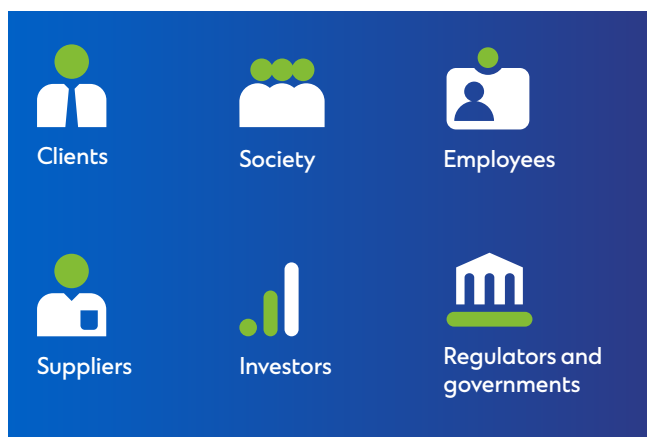 Clients
Society
Employees
Suppliers
Investors
Regulators and
governments